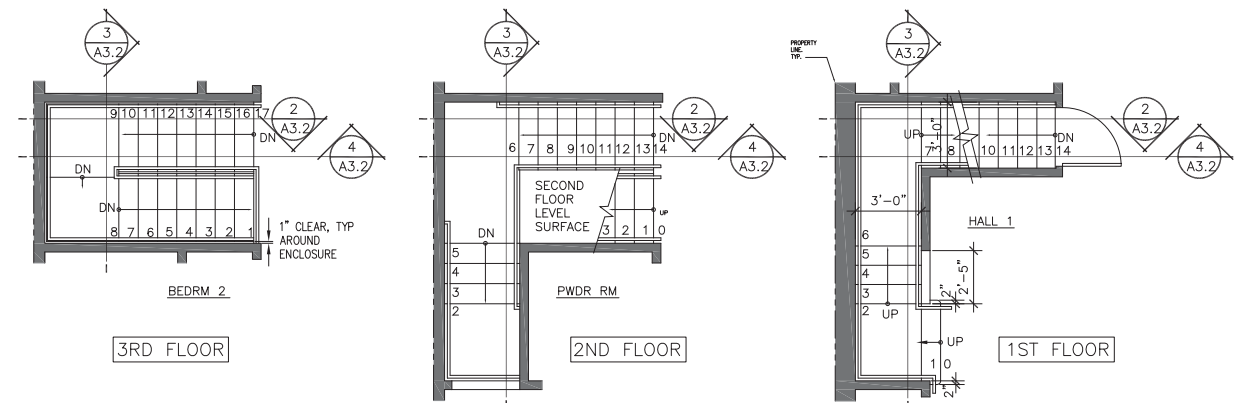 3
A3.2
9 10 11 12 13 14 15 16 17
DN
2
A3.2
4
A3.2
DN
DN
8 7 6 5 4 3 2 1
1" CLEAR, TYP
AROUND
ENCLOSURE
BEDRM 2
3RD FLOOR
3
A3.2
2
A3.2
DN
4
A3.2
6 7 8 9 10 11 12 13 14
SECOND
FLOOR
LEVEL
SURFACE
UP
3 2 1 0
DN
5
4
3
2
PWDR RM
2ND FLOOR
PROPERTY
LINE,
TYP.
3
A3.2
2
A3.2
UP
DN
4
A3.2
7 8 10 11 12 13 14
3'-0"
3'-0"
HALL 1
6
5
4
3
2
UP
2'-5"
2"
UP
1 0
2"
1ST FLOOR